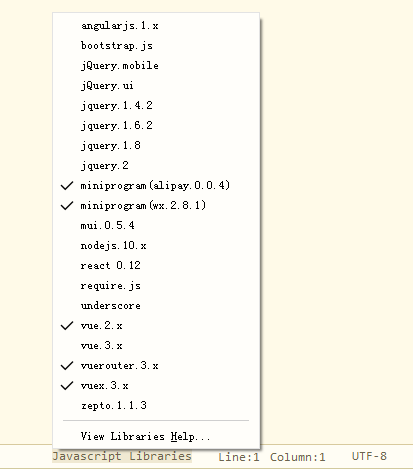 angularjs.1.x
bootstrap.js
jQuery.mobile
jQuery.ui
jquery.1.4.2
jquery.1.6.2
jquery.1.8
jquery.2
miniprogram(alipay.0.0.4)
miniprogram(wx.2.8.1)
mui.0.5.4
nodejs.10.x
react 0.12
require.js
underscore
vue.2.x
vue.3.x
vuerouter.3.x
vuex.3.x
zepto.1.1.3
View Libraries Help...
Javascript Libraries Line:1 Column:1 UTF-8